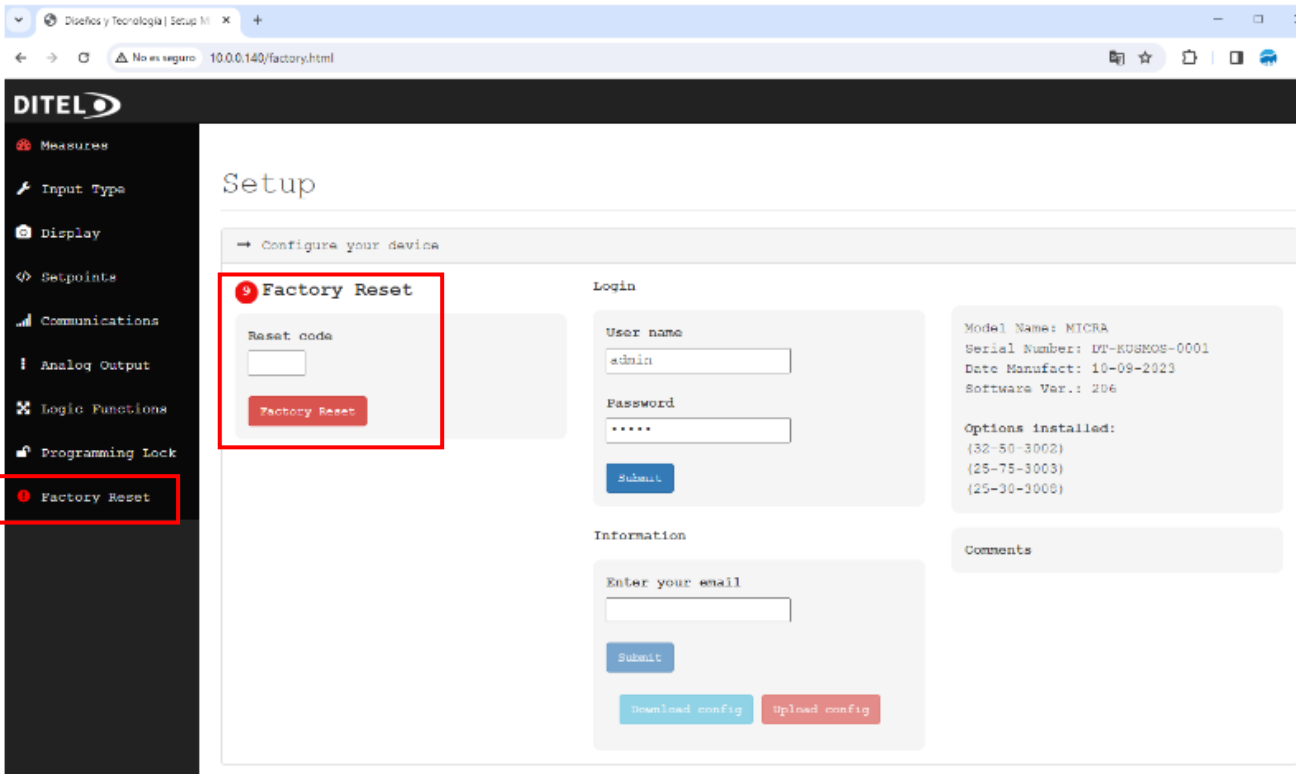 Diseños y Tecnología | Setup M
No es seguro
10.0.0.140/factory.html
DITEL
Measures
Input Type
Display
Setpoints
Communications
Analog Output
Logic Functions
Programming Lock
Factory Reset
Setup
Configure your device
9 Factory Reset
Reset code
Factory Reset
Login
User name
admin
Password
•••••
Submit
Information
Enter your email
Submit
Download config
Upload config
Model Name: MICRA
Serial Number: DT-KOSMOS-0001
Date Manufact: 10-09-2023
Software Ver.: 206
Options installed:
(32-50-3002)
(25-75-3003)
(25-30-3008)
Comments